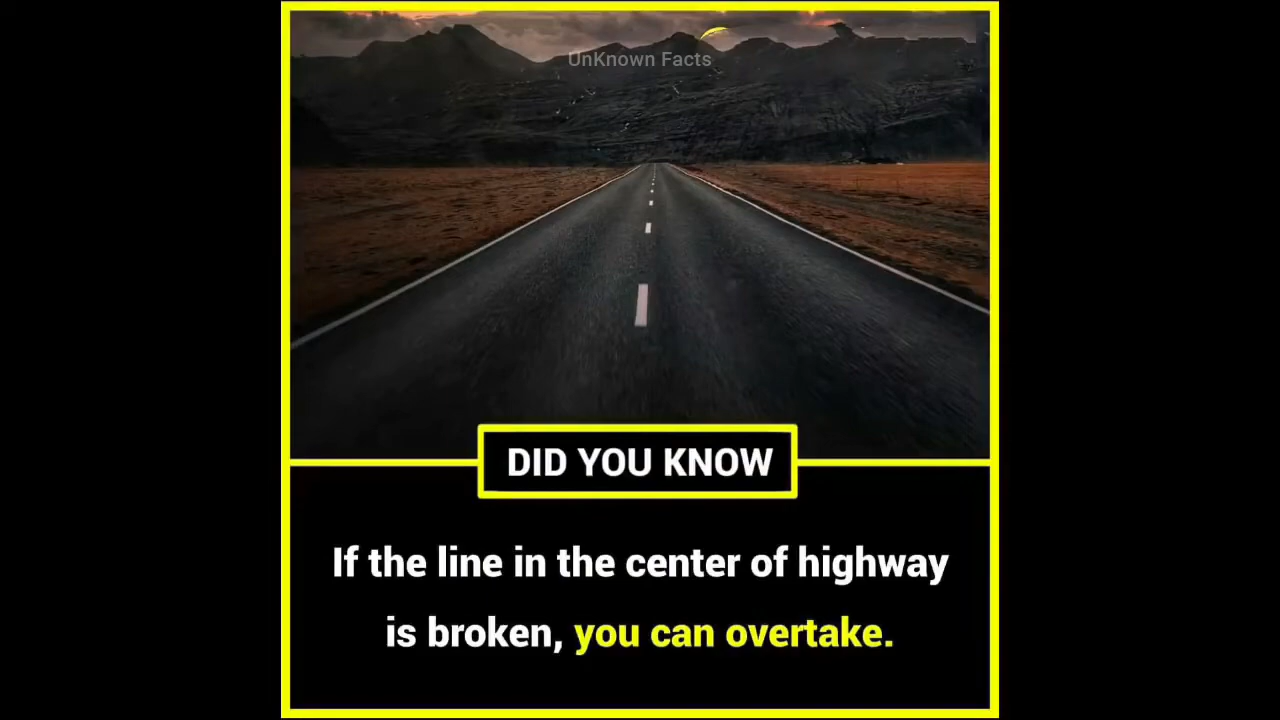 UnKnown Facts
DID YOU KNOW
If the line in the center of highway
is broken, you can overtake.